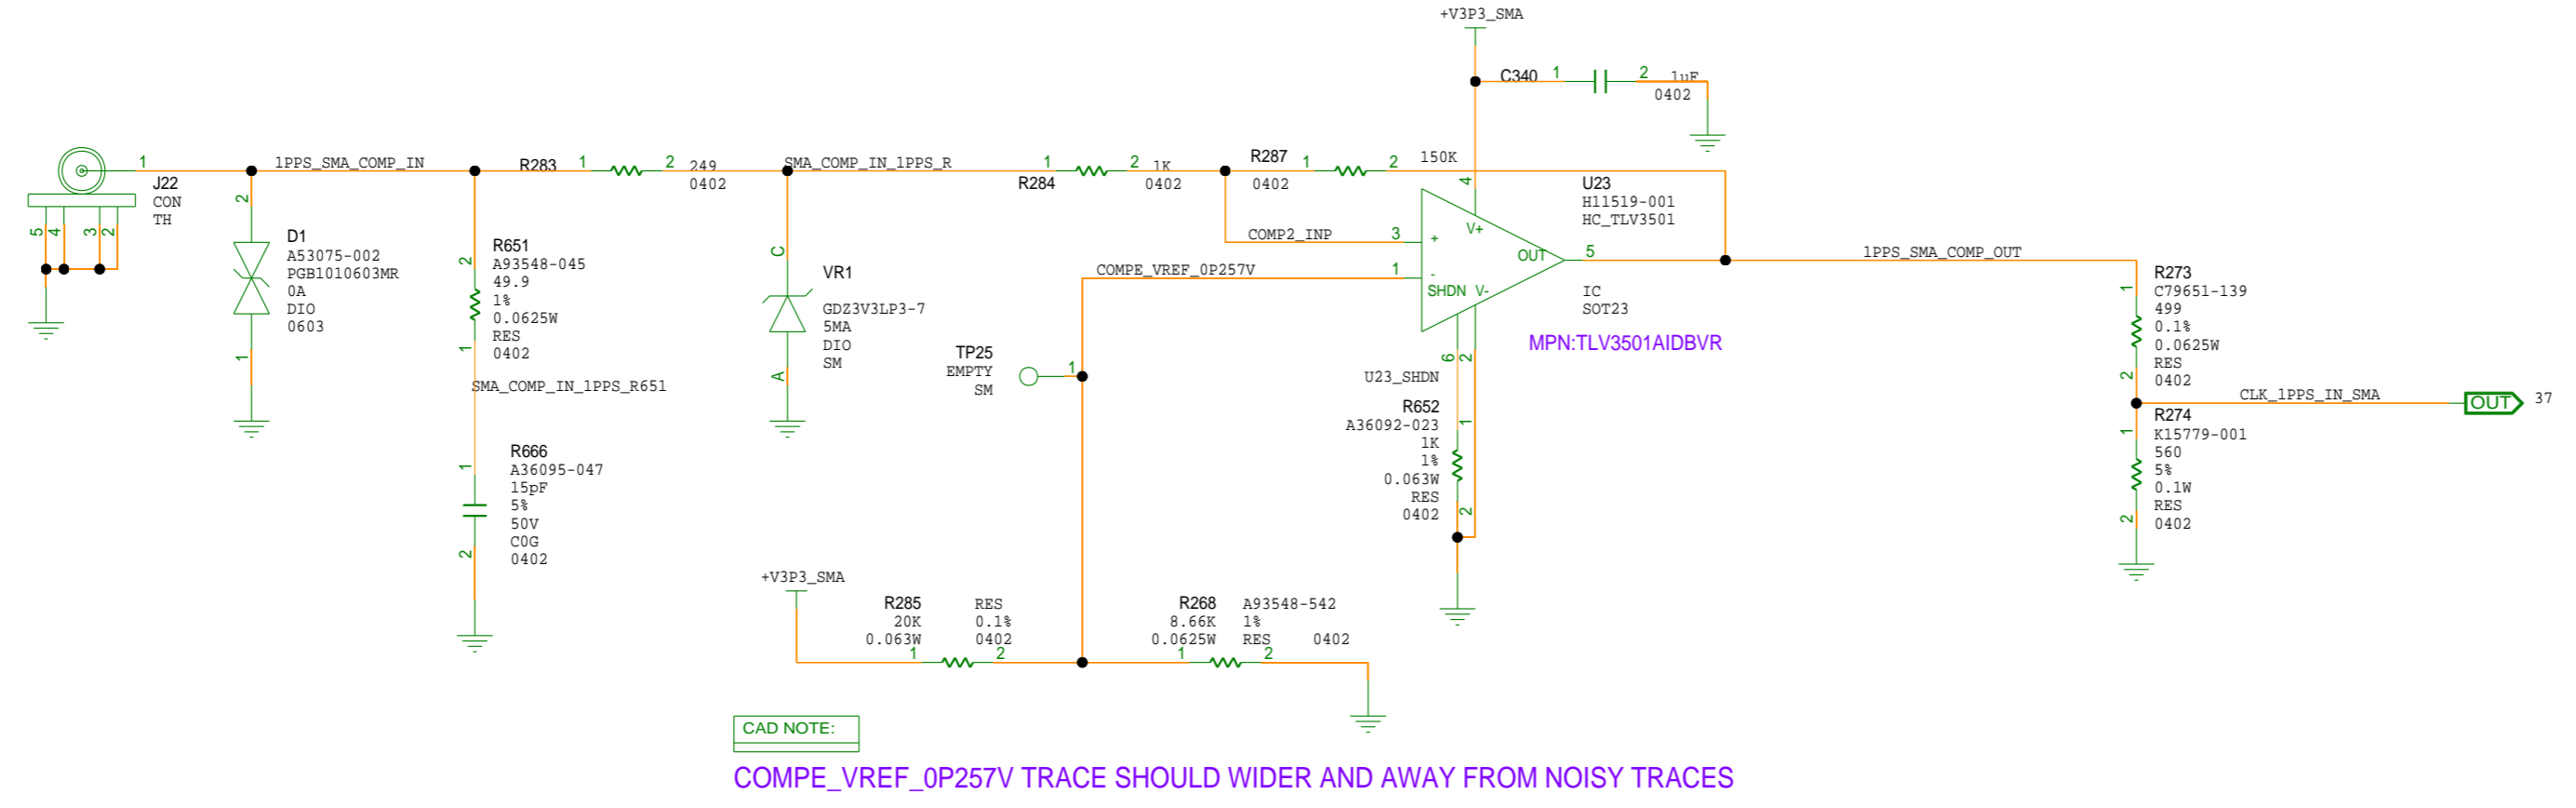 +V3P3_SMA
C340 1 2 1uF
0402
1 1PPS_SMA_COMP_IN R283 1 2 249
0402
SMA_COMP_IN_1PPS_R 1 2 1K
R284 0402
R287 1 2 150K
0402
J22
CON
TH
5 4 3 2
2
D1
A53075-002
PGB1010603MR
0A
DIO
0603
1
2
R651
A93548-045
49.9
1%
0.0625W
RES
0402
1
SMA_COMP_IN_1PPS_R651
1
R666
A36095-047
15pF
5%
50V
C0G
0402
2
C
VR1
GDZ3V3LP3-7
5MA
DIO
SM
A
4
U23
H11519-001
HC_TLV3501
COMP2_INP 3 + V+
COMPE_VREF_0P257V 1 - OUT 5
SHDN V-
IC
SOT23
MPN:TLV3501AIDBVR
6 2
TP25
EMPTY
SM
1
U23_SHDN
R652
A36092-023
1K
1%
0.063W
RES
0402
1
2
1PPS_SMA_COMP_OUT
1
R273
C79651-139
499
0.1%
0.0625W
RES
0402
2
CLK_1PPS_IN_SMA OUT 37
1
R274
K15779-001
560
5%
0.1W
RES
0402
2
+V3P3_SMA
R285 RES
20K 0.1%
0.063W 0402
1 2
R268 A93548-542
8.66K 1%
0.0625W RES 0402
1 2
CAD NOTE:
COMPE_VREF_0P257V TRACE SHOULD WIDER AND AWAY FROM NOISY TRACES